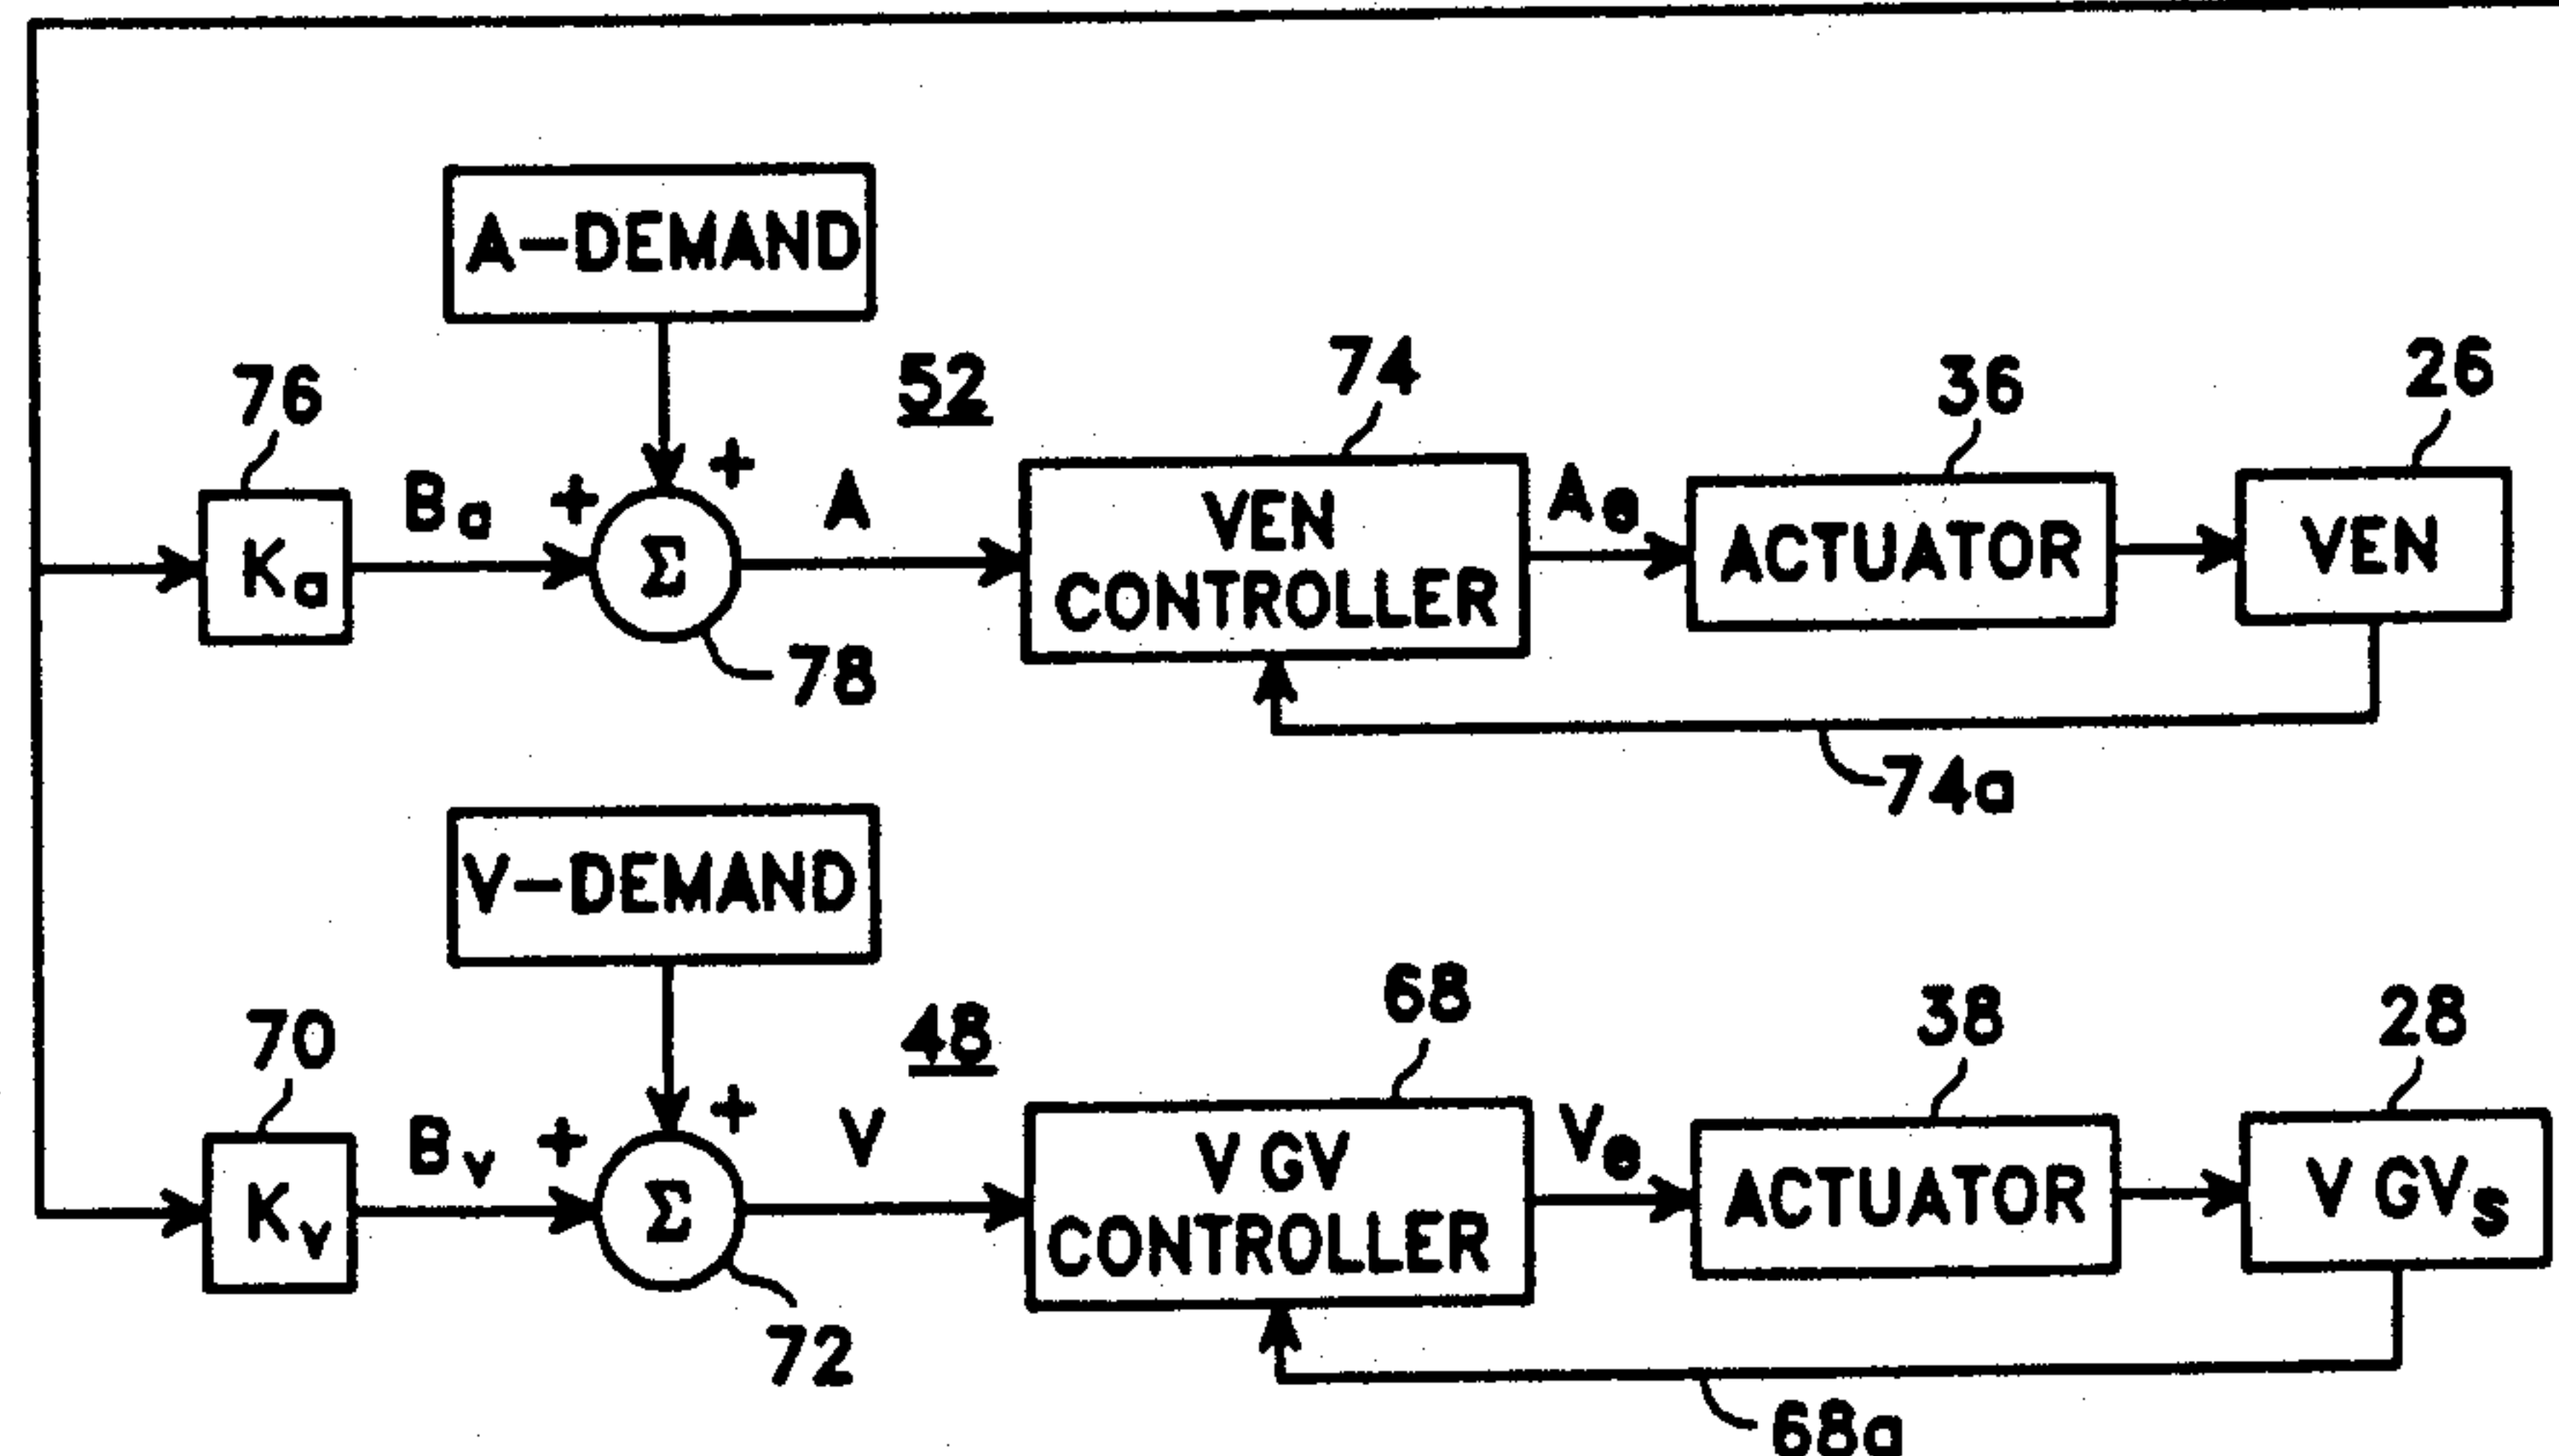 A-DEMAND
76
52
74
36
26
Ba
+
+
A
Ae
Ka
Σ
VEN
CONTROLLER
ACTUATOR
VEN
78
74a
V-DEMAND
70
48
68
38
28
Bv
+
+
V
Ve
Kv
Σ
V GV
CONTROLLER
ACTUATOR
V GVs
72
68a